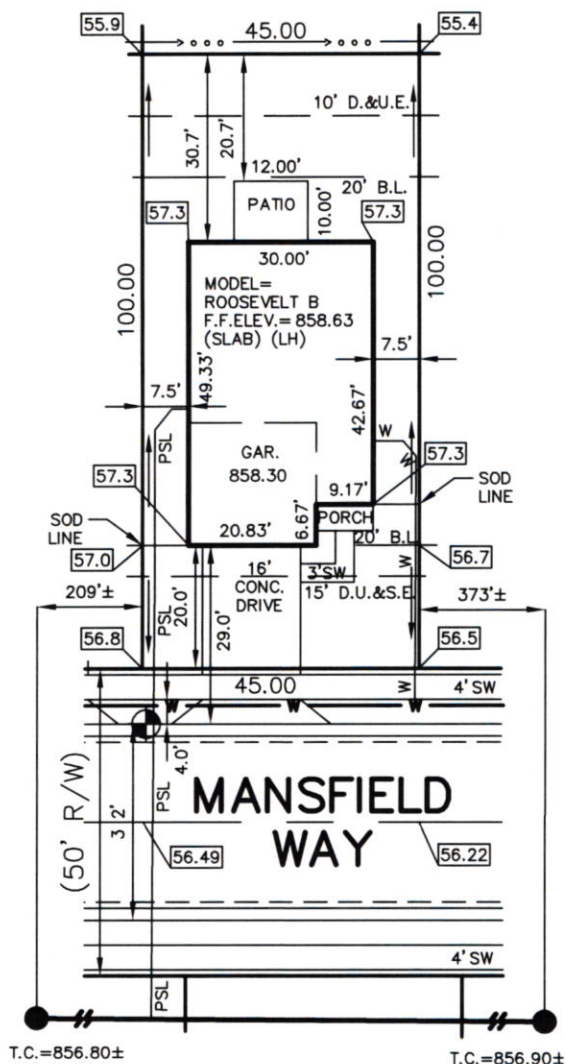 55.9
45.00
55.4
10' D.&U.E.
30.7'
20.7'
12.00'
20' B.L.
PATIO
10.00'
57.3
57.3
30.00'
100.00
100.00
MODEL=
ROOSEVELT B
F.F.ELEV.= 858.63
(SLAB) (LH)
7.5'
7.5'
49.33'
42.67'
PSL
W
W
GAR.
858.30
57.3
57.3
9.17'
6.67'
PORCH
SOD
LINE
SOD
LINE
20.83'
20' B.L
57.0
56.7
16'
CONC.
DRIVE
3'SW
15' D.U.&S.E.
W
209'±
373'±
PSL
20.0'
29.0'
56.8
56.5
45.00
W
4' SW
W
W
W
4.0'
PSL
(50' R/W)
32'
MANSFIELD
WAY
56.49
56.22
4' SW
PSL
T.C.=856.80±
T.C.=856.90±